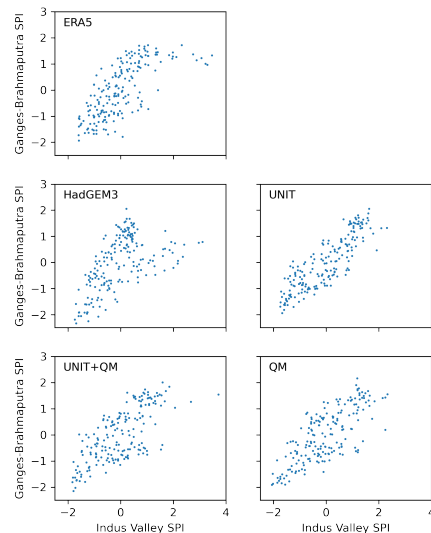 3
ERA5
2
1
0
−1
−2
Ganges-Brahmaputra SPI
3
HadGEM3
2
1
0
−1
−2
Ganges-Brahmaputra SPI
UNIT
3
UNIT+QM
2
1
0
−1
−2
Ganges-Brahmaputra SPI
−2 0 2 4
Indus Valley SPI
QM
−2 0 2 4
Indus Valley SPI